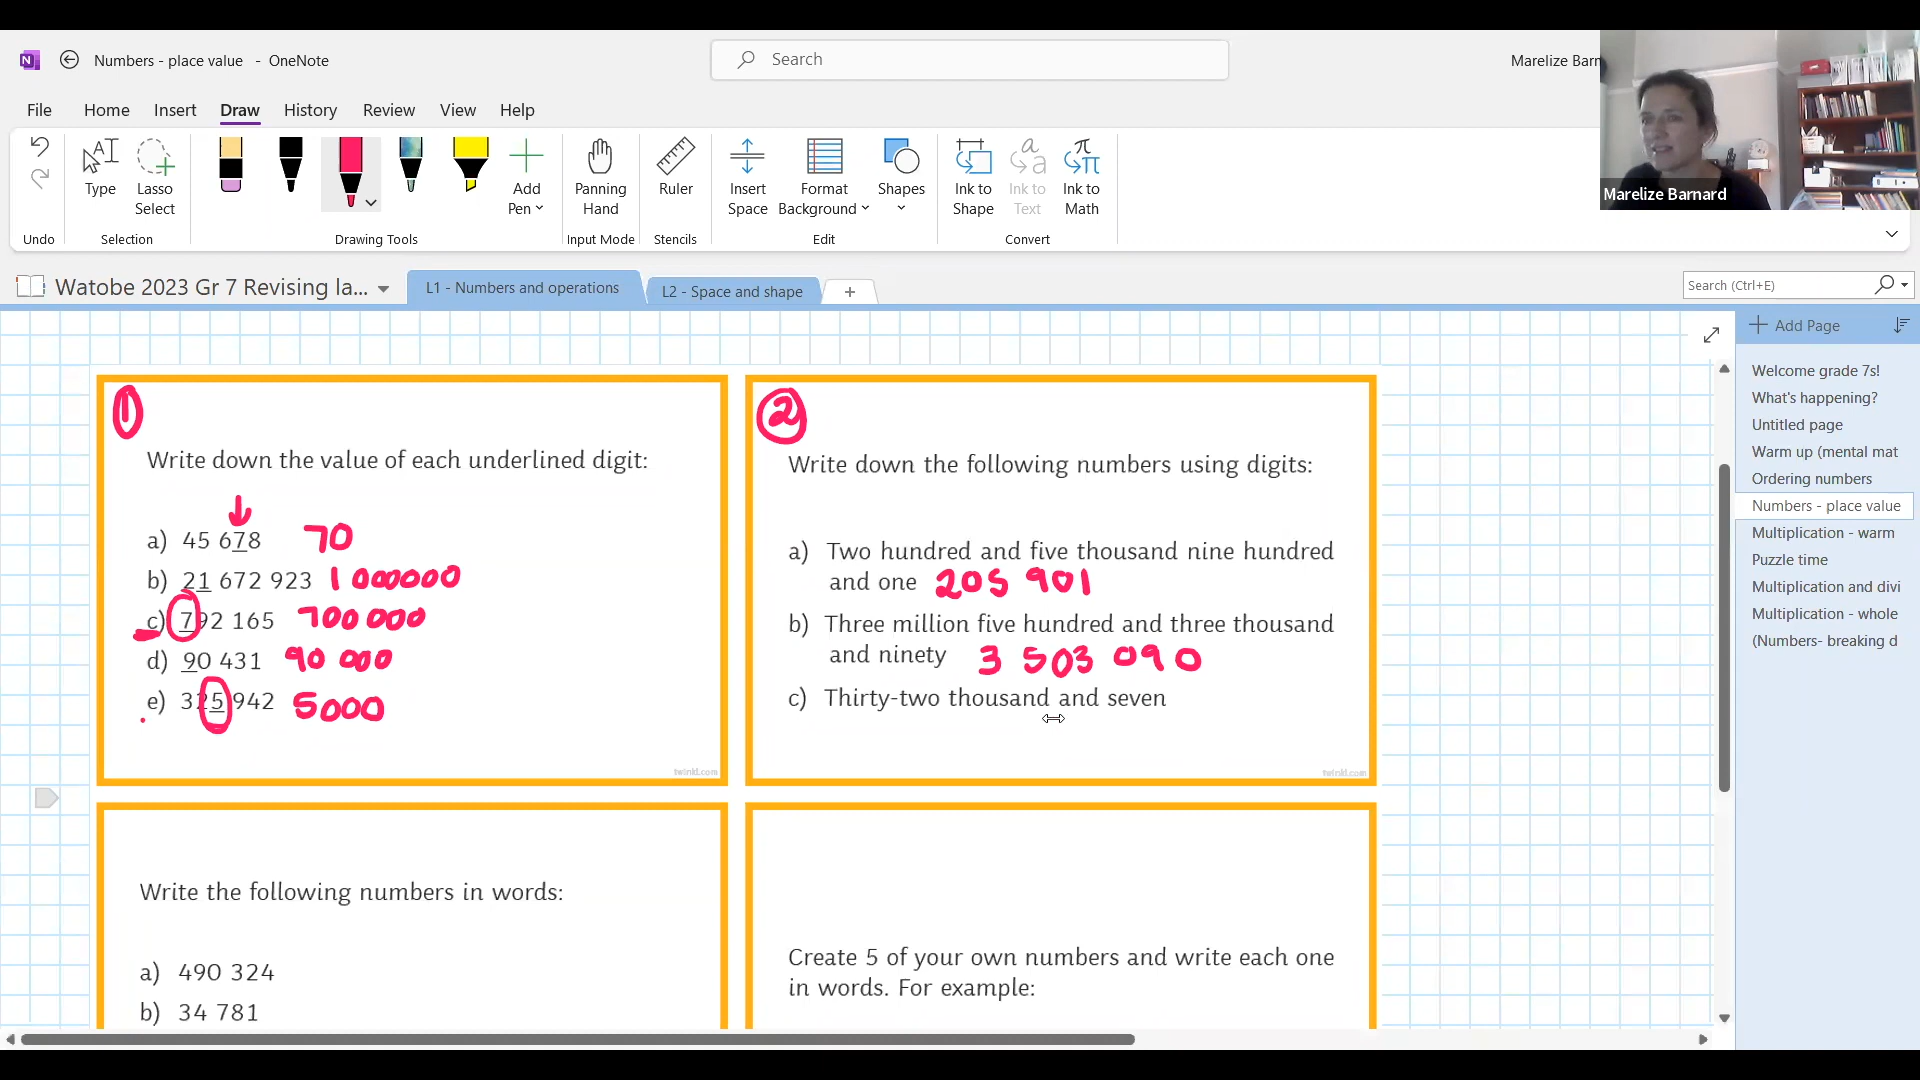 Numbers - place value - OneNote
Search
Marelize Barn
File Home Insert Draw History Review View Help
Undo
Type
Lasso Select
Selection
Add Pen
Drawing Tools
Panning Hand
Input Mode
Ruler
Stencils
Insert Space
Format Background
Shapes
Edit
Ink to Shape
Ink to Text
Ink to Math
Convert
Marelize Barnard
Watobe 2023 Gr 7 Revising la...
L1 - Numbers and operations
L2 - Space and shape
Search (Ctrl+E)
Add Page
Welcome grade 7s!
What's happening?
Untitled page
Warm up (mental mat
Ordering numbers
Numbers - place value
Multiplication - warm
Puzzle time
Multiplication and divi
Multiplication - whole
(Numbers- breaking d
1
Write down the value of each underlined digit:
a) 45 678 70
b) 21 672 923 1 000000
c) 792 165 700 000
d) 90 431 90 000
e) 325 942 5000
twinkl.com
2
Write down the following numbers using digits:
a) Two hundred and five thousand nine hundred
and one 205 901
b) Three million five hundred and three thousand
and ninety 3 503 090
c) Thirty-two thousand and seven
twinkl.com
Write the following numbers in words:
a) 490 324
b) 34 781
Create 5 of your own numbers and write each one
in words. For example: